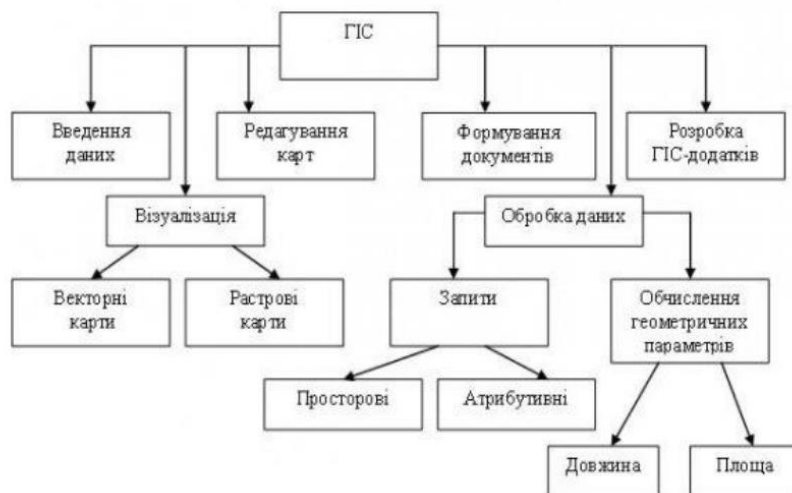 ГІС
Введення
даних
Редагування
карт
Формування
документів
Розробка
ГІС-додатків
Візуалізація
Обробка даних
Векторні
карти
Растрові
карти
Запити
Обчислення
геометричних
параметрів
Просторові
Атрибутивні
Довжина
Площа